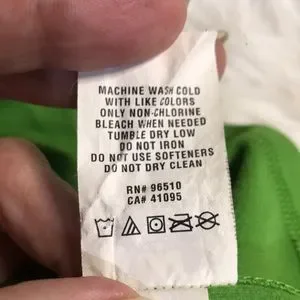 MACHINE WASH COLD
WITH LIKE COLORS
ONLY NON-CHLORINE
BLEACH WHEN NEEDED
TUMBLE DRY LOW
DO NOT IRON
DO NOT USE SOFTENERS
DO NOT DRY CLEAN
RN# 96510
CA# 41095